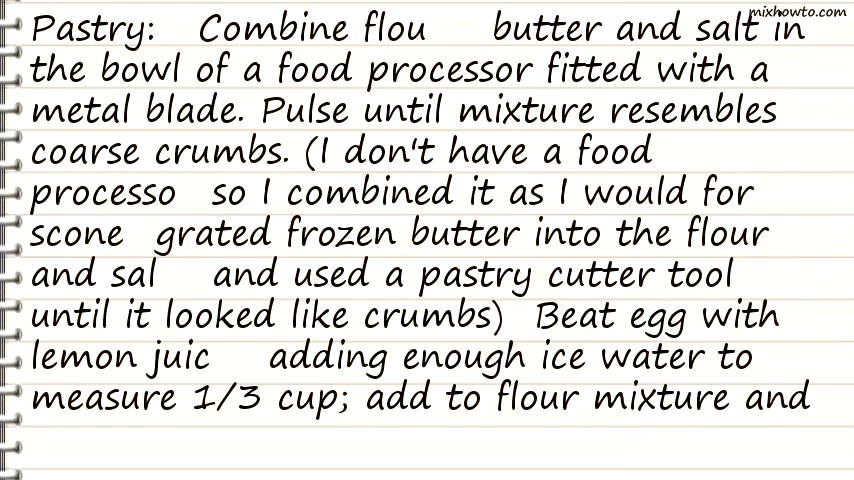 mixhowto.com
Pastry: Combine flou butter and salt in
the bowl of a food processor fitted with a
metal blade. Pulse until mixture resembles
coarse crumbs. (I don't have a food
processo so I combined it as I would for
scone grated frozen butter into the flour
and sal and used a pastry cutter tool
until it looked like crumbs) Beat egg with
lemon juic adding enough ice water to
measure 1/3 cup; add to flour mixture and